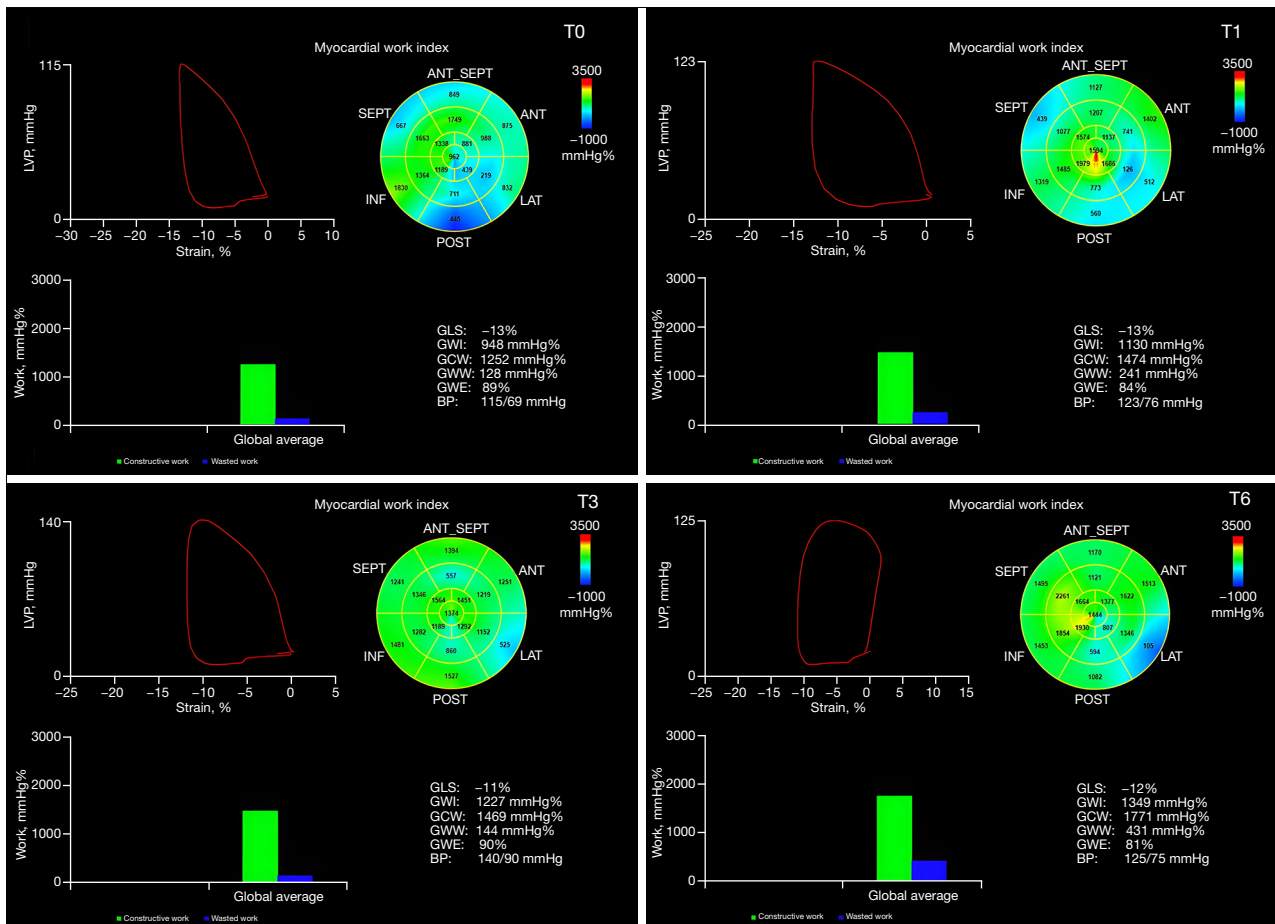 T0
Myocardial work index
115
LVP, mmHg
0
−30 −25 −20 −15 −10 −5 0 5 10
Strain, %
ANT_SEPT
SEPT
ANT
INF
LAT
POST
849
667
875
1749
1663
988
1338
881
962
1189
439
1364
219
1830
832
711
-445
3500
−1000
mmHg%
3000
2000
1000
0
Work, mmHg%
Global average
Constructive work Wasted work
GLS: −13%
GWI: 948 mmHg%
GCW: 1252 mmHg%
GWW: 128 mmHg%
GWE: 89%
BP: 115/69 mmHg
T1
Myocardial work index
123
LVP, mmHg
0
−25 −20 −15 −10 −5 0 5
Strain, %
ANT_SEPT
SEPT
ANT
INF
LAT
POST
1127
439
1402
1207
1077
741
1574
1137
1594
1979
1686
1485
126
1319
512
773
560
3500
−1000
mmHg%
3000
2000
1000
0
Work, mmHg%
Global average
Constructive work Wasted work
GLS: −13%
GWI: 1130 mmHg%
GCW: 1474 mmHg%
GWW: 241 mmHg%
GWE: 84%
BP: 123/76 mmHg
T3
Myocardial work index
140
LVP, mmHg
0
−25 −20 −15 −10 −5 0 5
Strain, %
ANT_SEPT
SEPT
ANT
INF
LAT
POST
1394
1241
1251
557
1346
1219
1564
1451
1374
1189
1292
1282
1152
1481
525
860
1527
3500
−1000
mmHg%
3000
2000
1000
0
Work, mmHg%
Global average
Constructive work Wasted work
GLS: −11%
GWI: 1227 mmHg%
GCW: 1469 mmHg%
GWW: 144 mmHg%
GWE: 90%
BP: 140/90 mmHg
T6
Myocardial work index
125
LVP, mmHg
0
−25 −20 −15 −10 −5 0 5 10 15
Strain, %
ANT_SEPT
SEPT
ANT
INF
LAT
POST
1170
1495
1513
1121
2261
1622
1664
1377
1444
1930
807
1854
1346
1453
105
594
1082
3500
−1000
mmHg%
3000
2000
1000
0
Work, mmHg%
Global average
Constructive work Wasted work
GLS: −12%
GWI: 1349 mmHg%
GCW: 1771 mmHg%
GWW: 431 mmHg%
GWE: 81%
BP: 125/75 mmHg